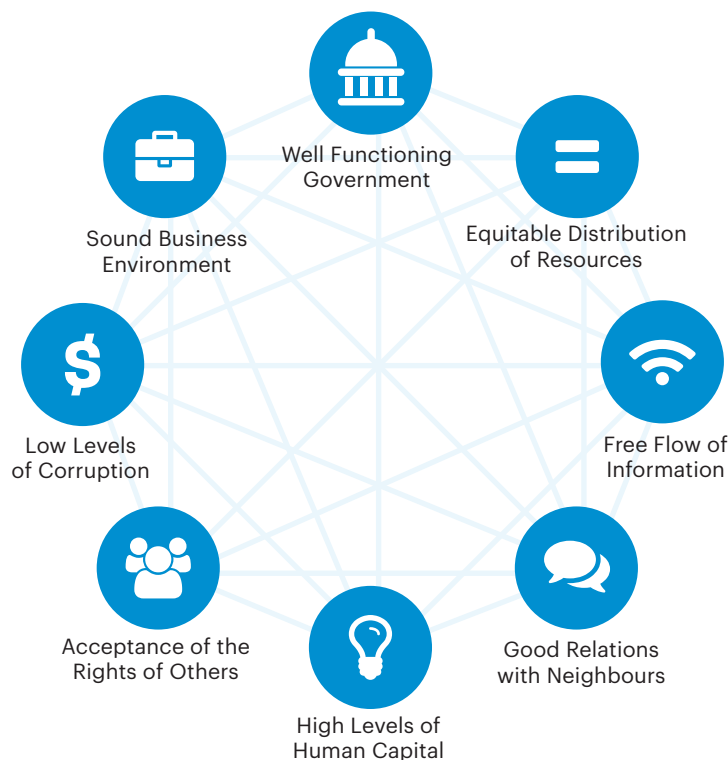 Well Functioning
Government
Equitable Distribution
of Resources
Sound Business
Environment
$
Low Levels
of Corruption
Free Flow of
Information
Acceptance of the
Rights of Others
Good Relations
with Neighbours
High Levels of
Human Capital